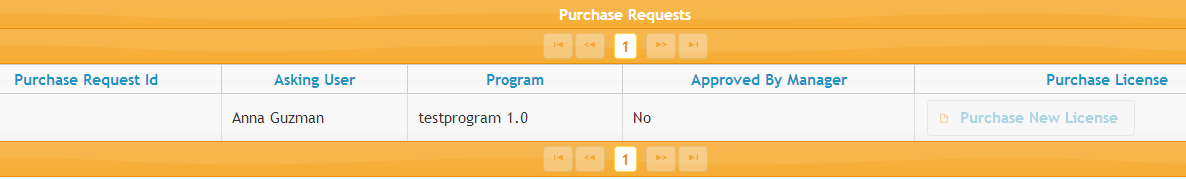 Purchase Requests
1
Purchase Request Id Asking User Program Approved By Manager Purchase License
Anna Guzman testprogram 1.0 No Purchase New License
1